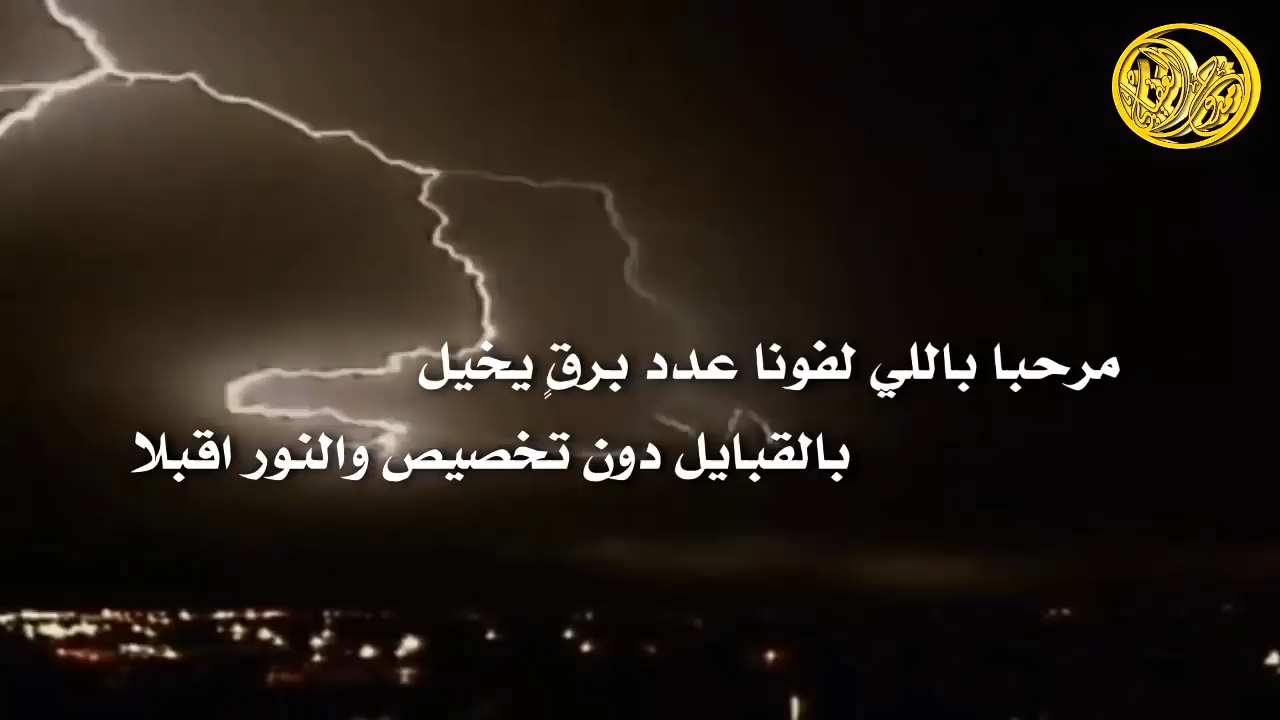 مرحبا باللي لفونا عدد برقٍ يخيل
بالقبايل دون تخصيص والنور اقبلا